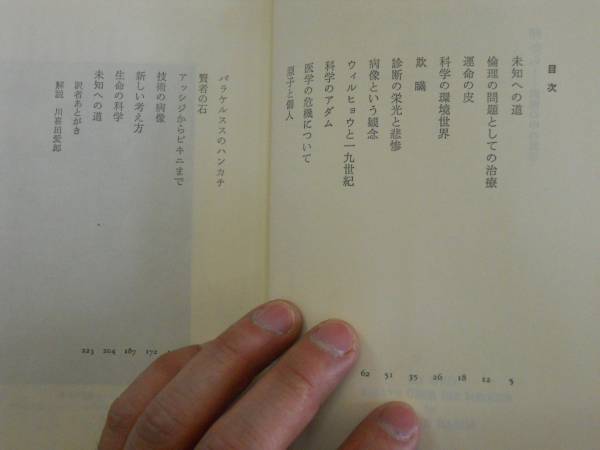 目次
未知への道
倫理の問題としての治療
運命の皮
科学の環境世界
欺瞞
診断の栄光と悲惨
病像という観念
ウィルヒョウと一九世紀
科学のアダム
医学の危機について
原子と個人
5
12
18
26
35
51
62
パラケルススのハンカチ
賢者の石
アッシジからビキニまで
技術の病像
新しい考え方
生命の科学
未知への道
訳者あとがき
解説 川喜田愛郎
172
187
204
223